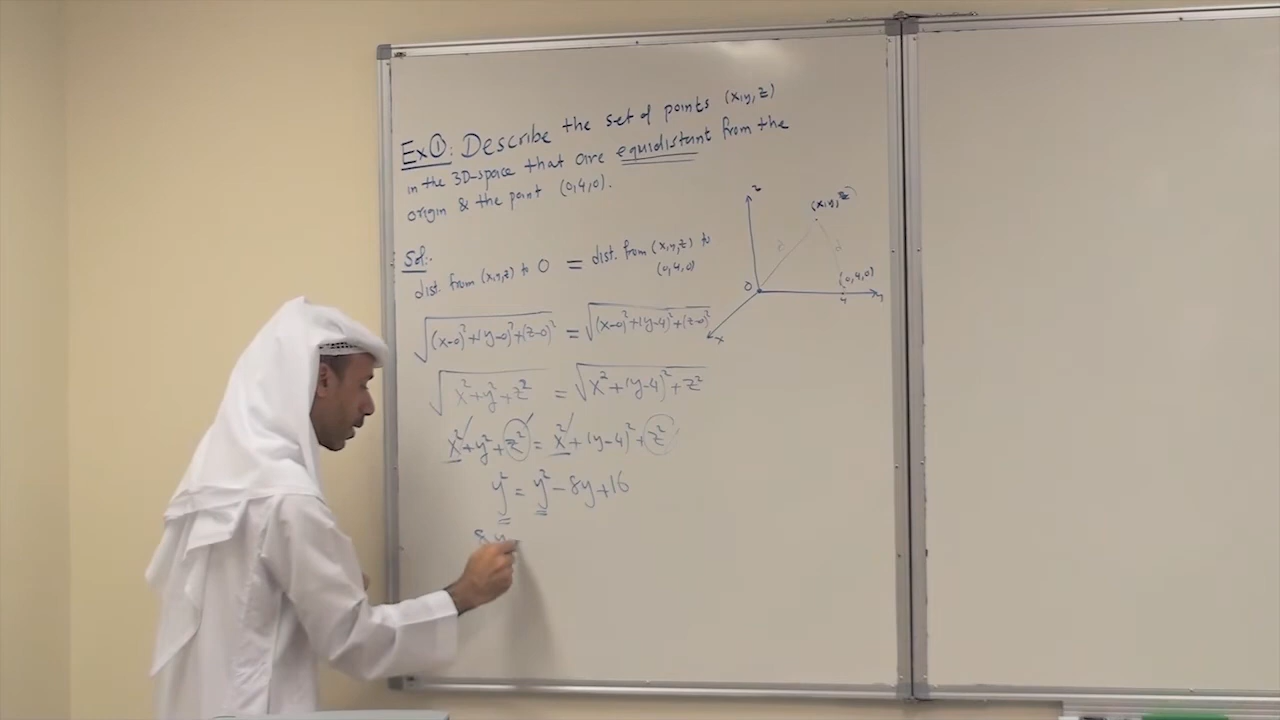 Ex①: Describe the set of points (x,y,z)
in the 3D-space that are equidistant from the
origin & the point (0,4,0).
Sol:-
dist. from (x,y,z) to O = dist. from (x,y,z) to
(0,4,0)
√(x-0)²+(y-0)²+(z-0)² = √(x-0)²+(y-4)²+(z-0)²
√x²+y²+z² = √x²+(y-4)²+z²
x²+y²+z² = x²+(y-4)²+z²
y² = y²-8y+16
8y
z
(x,y,z)
O
(0,4,0)
4
y
x